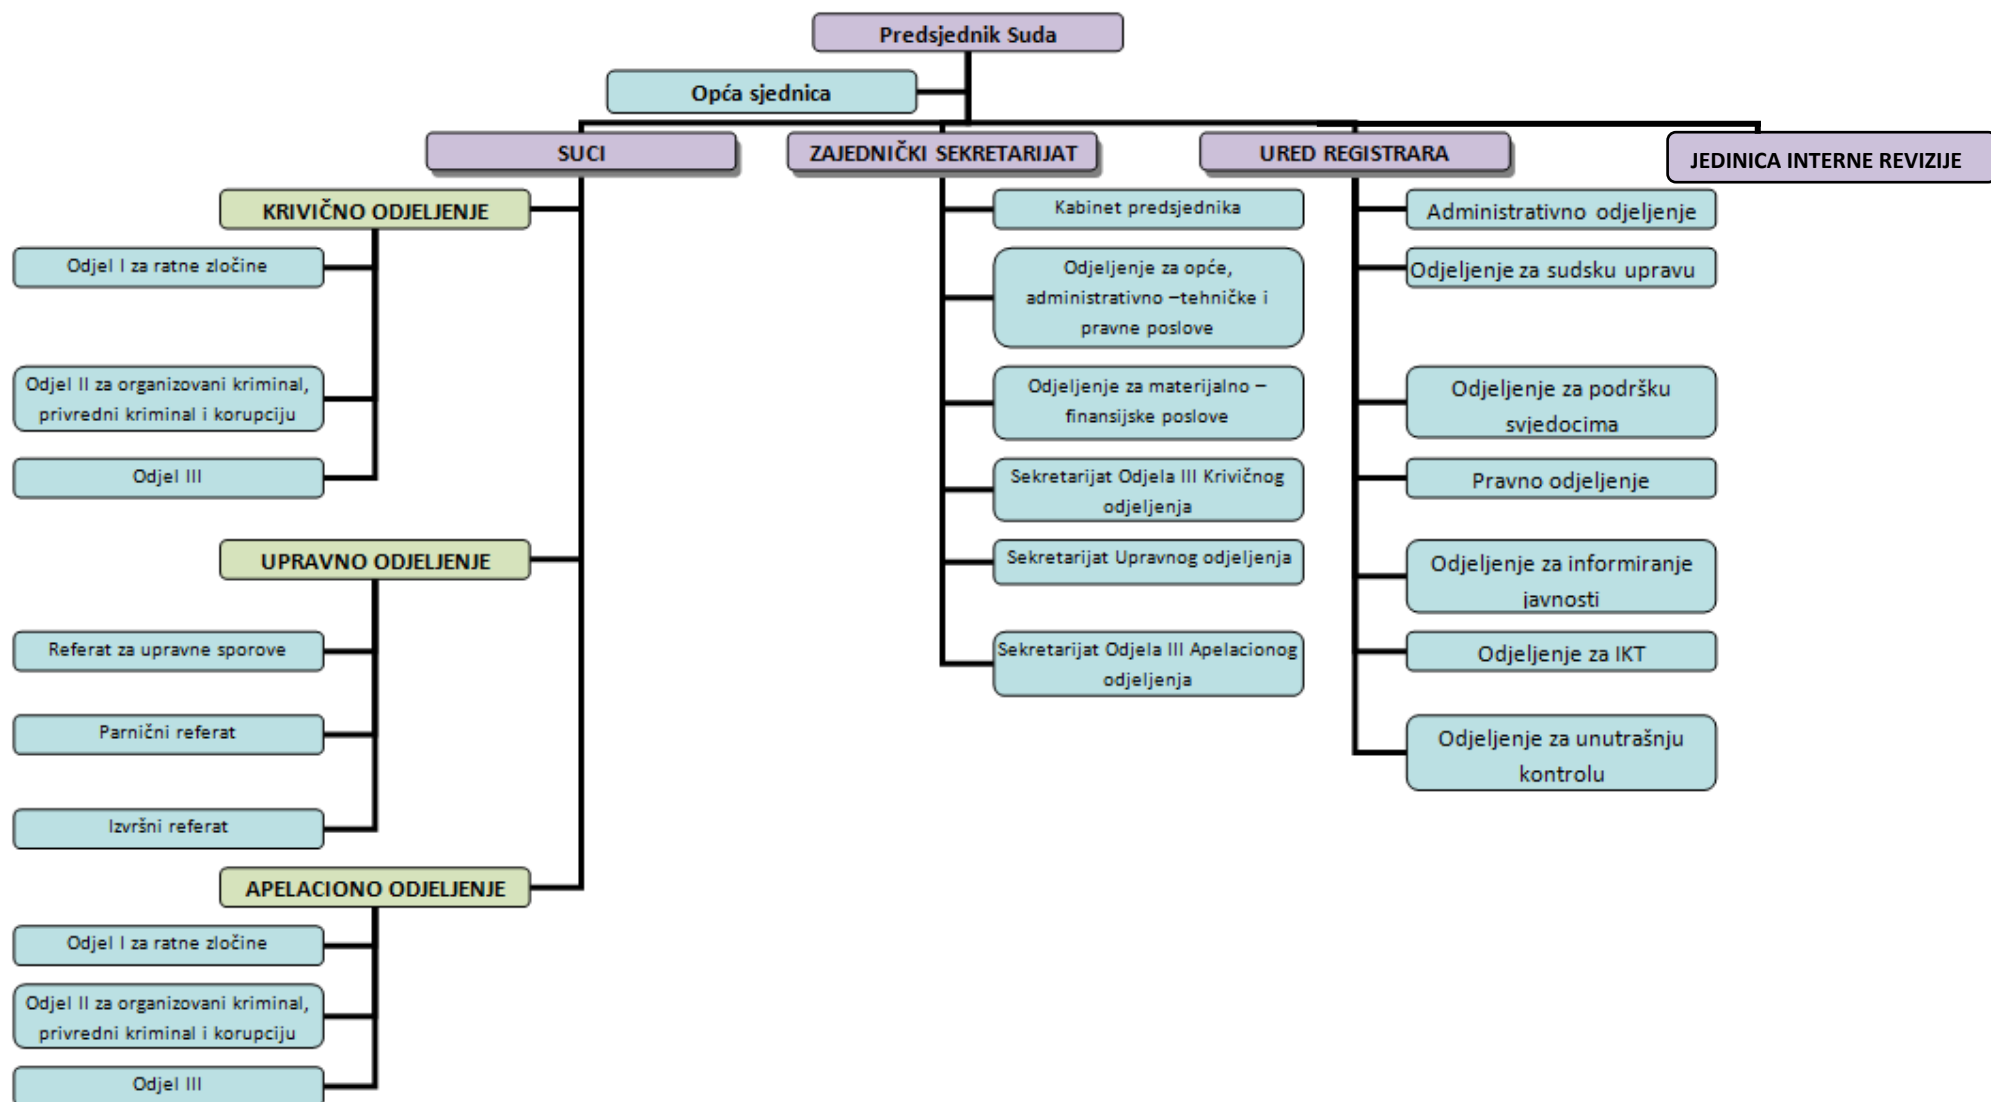 Predsjednik Suda
Opća sjednica
SUCI
ZAJEDNIČKI SEKRETARIJAT
URED REGISTRARA
JEDINICA INTERNE REVIZIJE
KRIVIČNO ODJELJENJE
Odjel I za ratne zločine
Odjel II za organizovani kriminal,
privredni kriminal i korupciju
Odjel III
UPRAVNO ODJELJENJE
Referat za upravne sporove
Parnični referat
Izvršni referat
APELACIONO ODJELJENJE
Odjel I za ratne zločine
Odjel II za organizovani kriminal,
privredni kriminal i korupciju
Odjel III
Kabinet predsjednika
Odjeljenje za opće,
administrativno –tehničke i
pravne poslove
Odjeljenje za materijalno –
finansijske poslove
Sekretarijat Odjela III Krivičnog
odjeljenja
Sekretarijat Upravnog odjeljenja
Sekretarijat Odjela III Apelacionog
odjeljenja
Administrativno odjeljenje
Odjeljenje za sudsku upravu
Odjeljenje za podršku
svjedocima
Pravno odjeljenje
Odjeljenje za informiranje
javnosti
Odjeljenje za IKT
Odjeljenje za unutrašnju
kontrolu